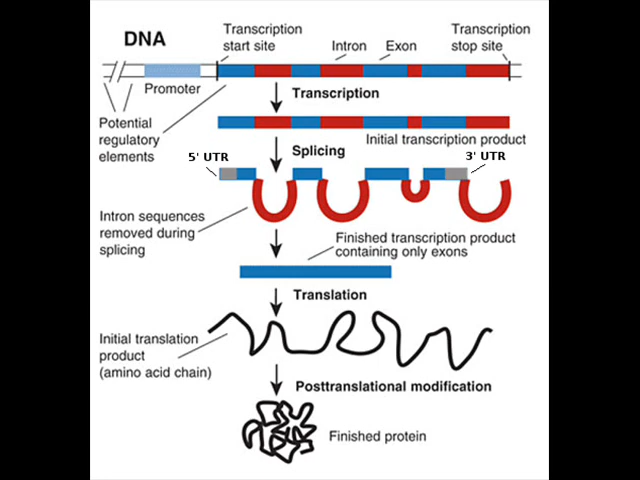 DNA
Transcription
start site
Intron
Exon
Transcription
stop site
Promoter
Transcription
Potential
regulatory
elements
Initial transcription product
Splicing
5' UTR
3' UTR
Intron sequences
removed during
splicing
Finished transcription product
containing only exons
Translation
Initial translation
product
(amino acid chain)
Posttranslational modification
Finished protein